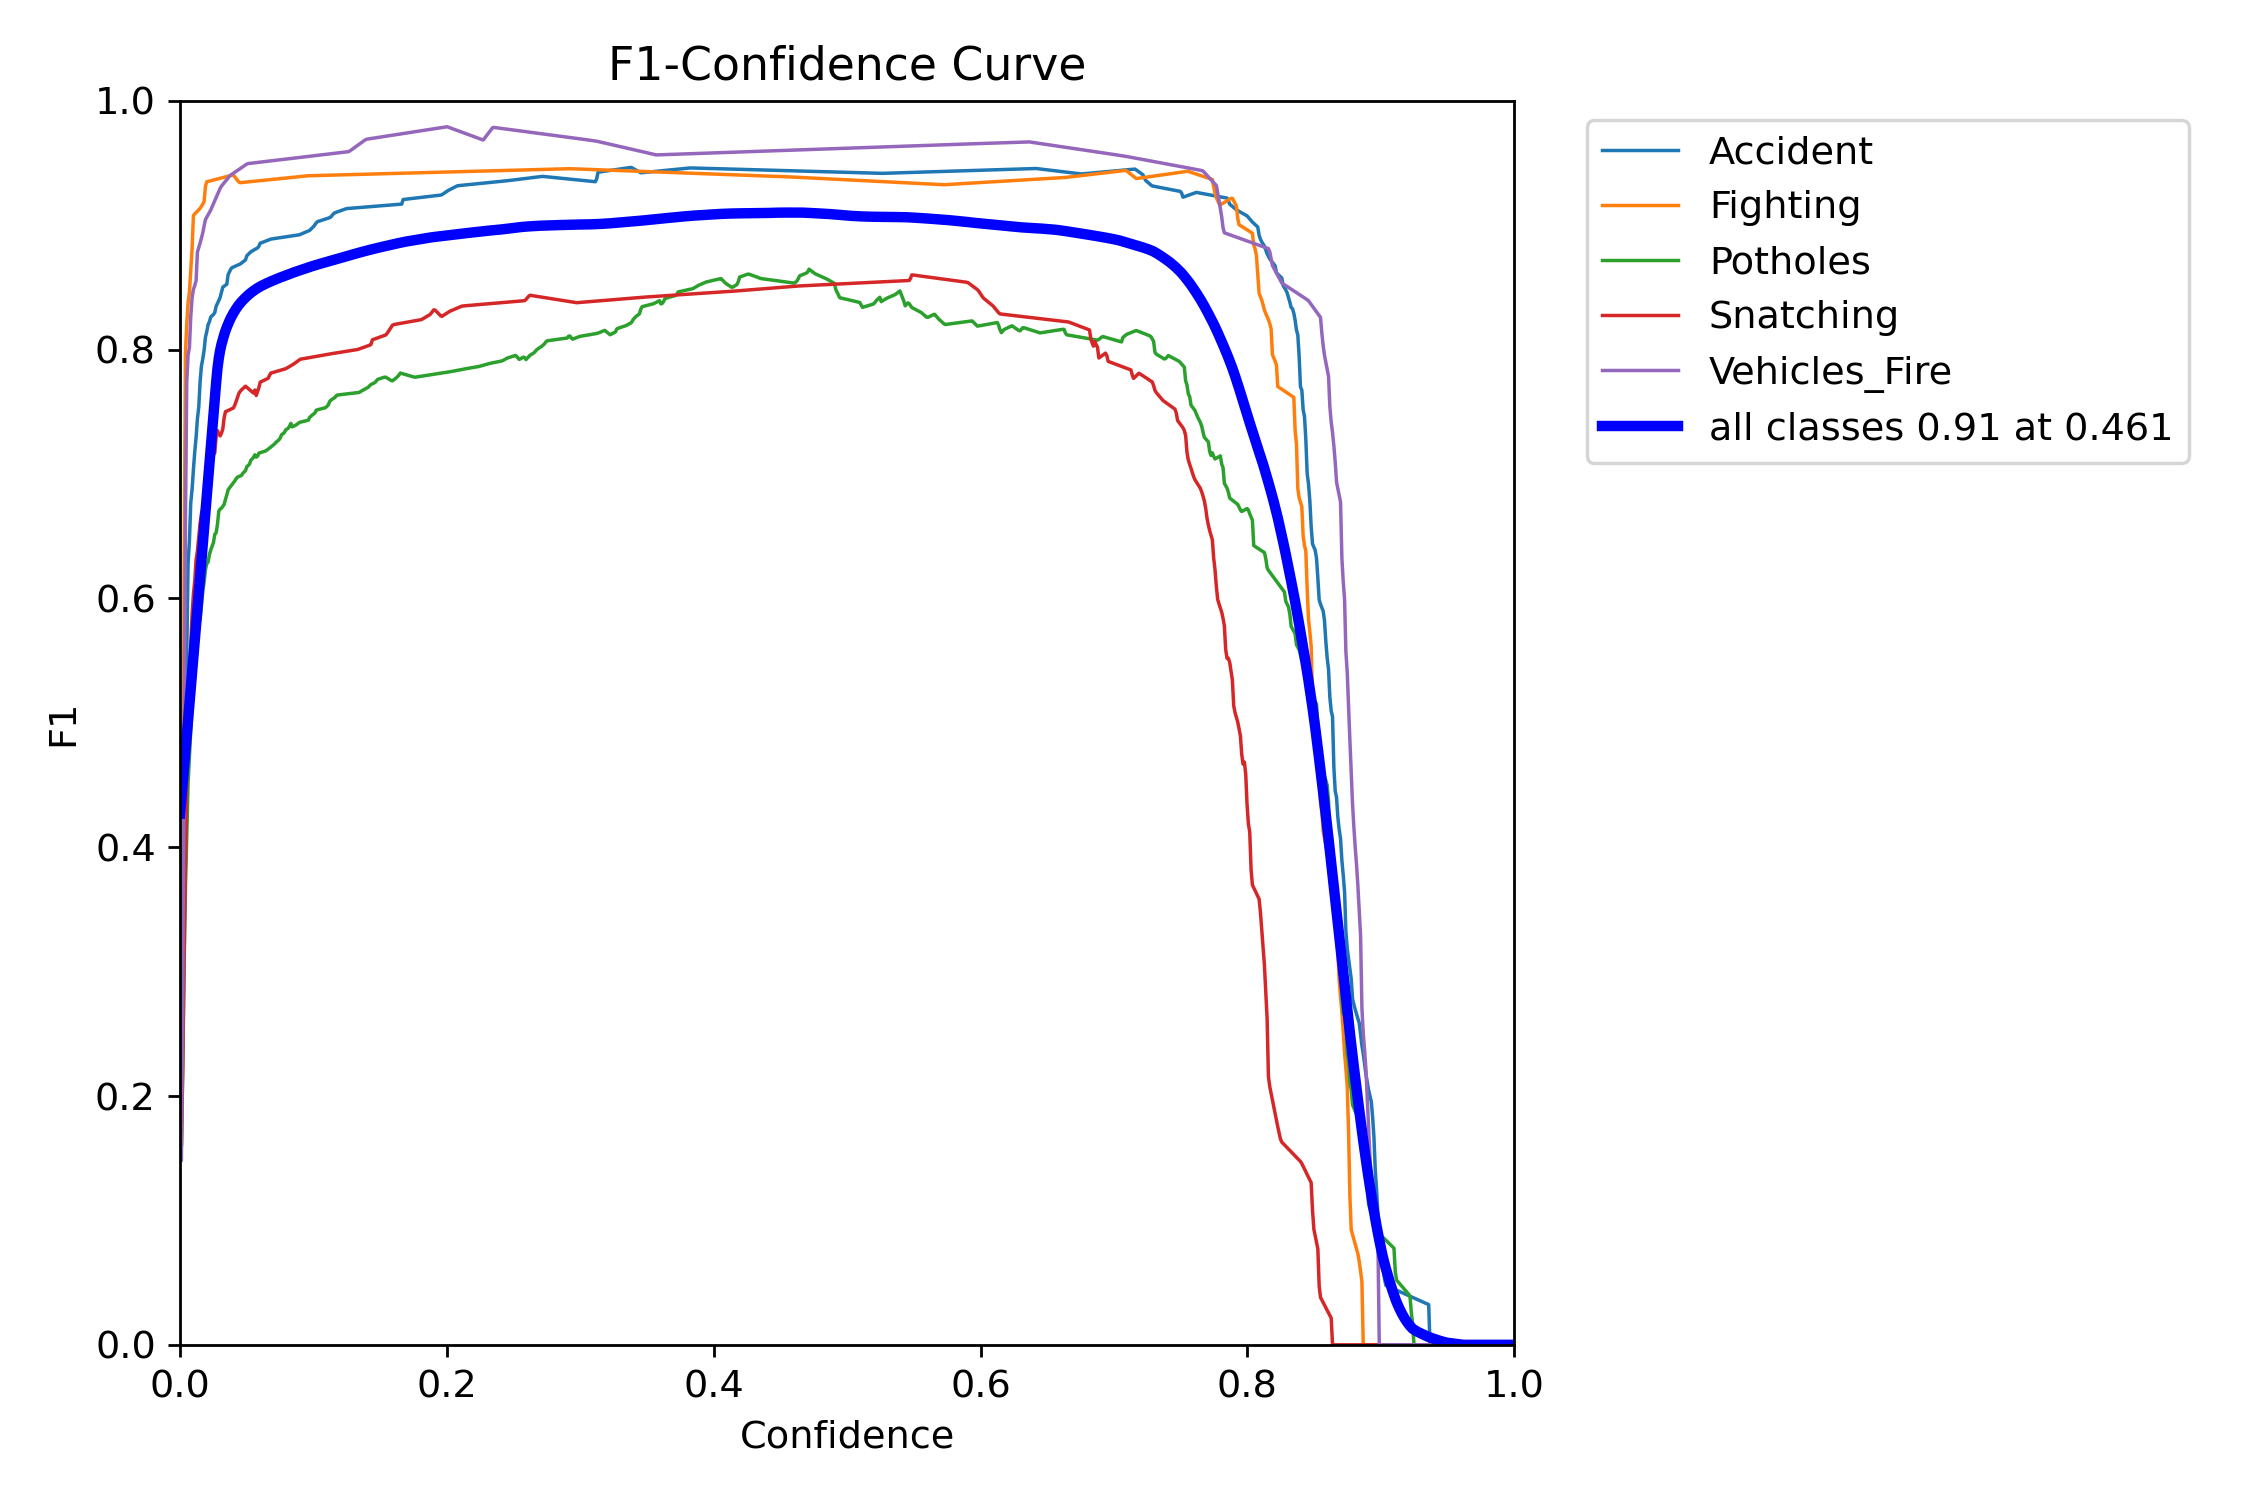 F1-Confidence Curve
1.0
0.8
0.6
0.4
0.2
0.0
F1
0.0 0.2 0.4 0.6 0.8 1.0
Confidence
Accident
Fighting
Potholes
Snatching
Vehicles_Fire
all classes 0.91 at 0.461